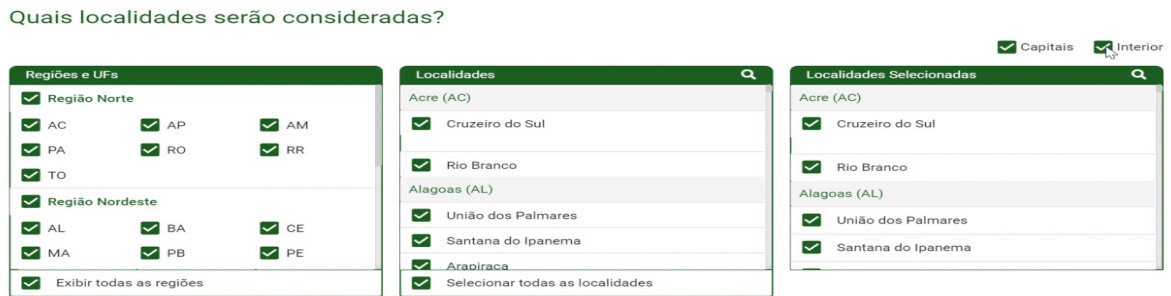 Quais localidades serão consideradas?
Capitais Interior
Regiões e UFs
Região Norte
AC AP AM
PA RO RR
TO
Região Nordeste
AL BA CE
MA PB PE
Exibir todas as regiões
Localidades
Acre (AC)
Cruzeiro do Sul
Rio Branco
Alagoas (AL)
União dos Palmares
Santana do Ipanema
Arapiraca
Selecionar todas as localidades
Localidades Selecionadas
Acre (AC)
Cruzeiro do Sul
Rio Branco
Alagoas (AL)
União dos Palmares
Santana do Ipanema